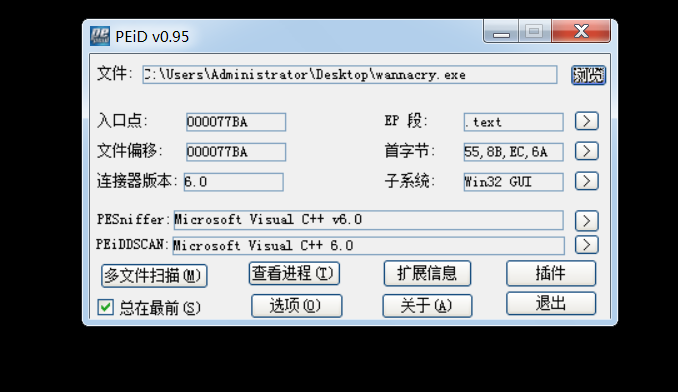 PEiD v0.95
文件: C:\Users\Administrator\Desktop\wannacry.exe 浏览
入口点: 000077BA EP 段: .text >
文件偏移: 000077BA 首字节: 55,8B,EC,6A >
连接器版本: 6.0 子系统: Win32 GUI >
PESniffer: Microsoft Visual C++ v6.0 >
PEiDDSCAN: Microsoft Visual C++ 6.0 >
多文件扫描(M) 查看进程(T) 扩展信息 插件
总在最前(S) 选项(O) 关于(A) 退出